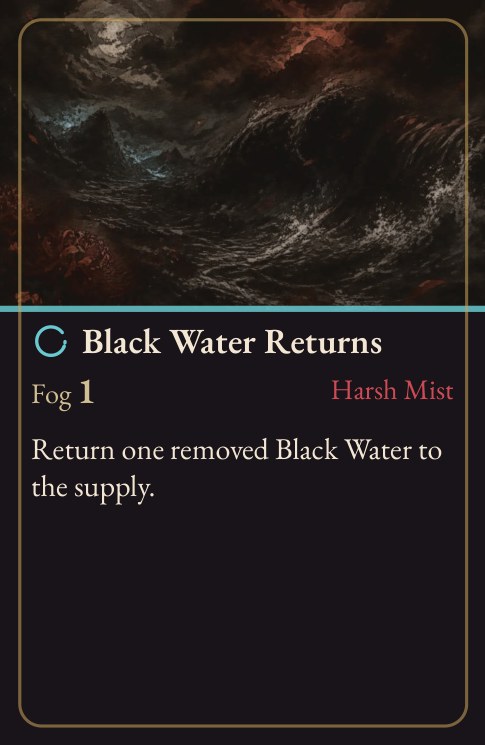 Black Water Returns
Fog 1
Harsh Mist
Return one removed Black Water to
the supply.